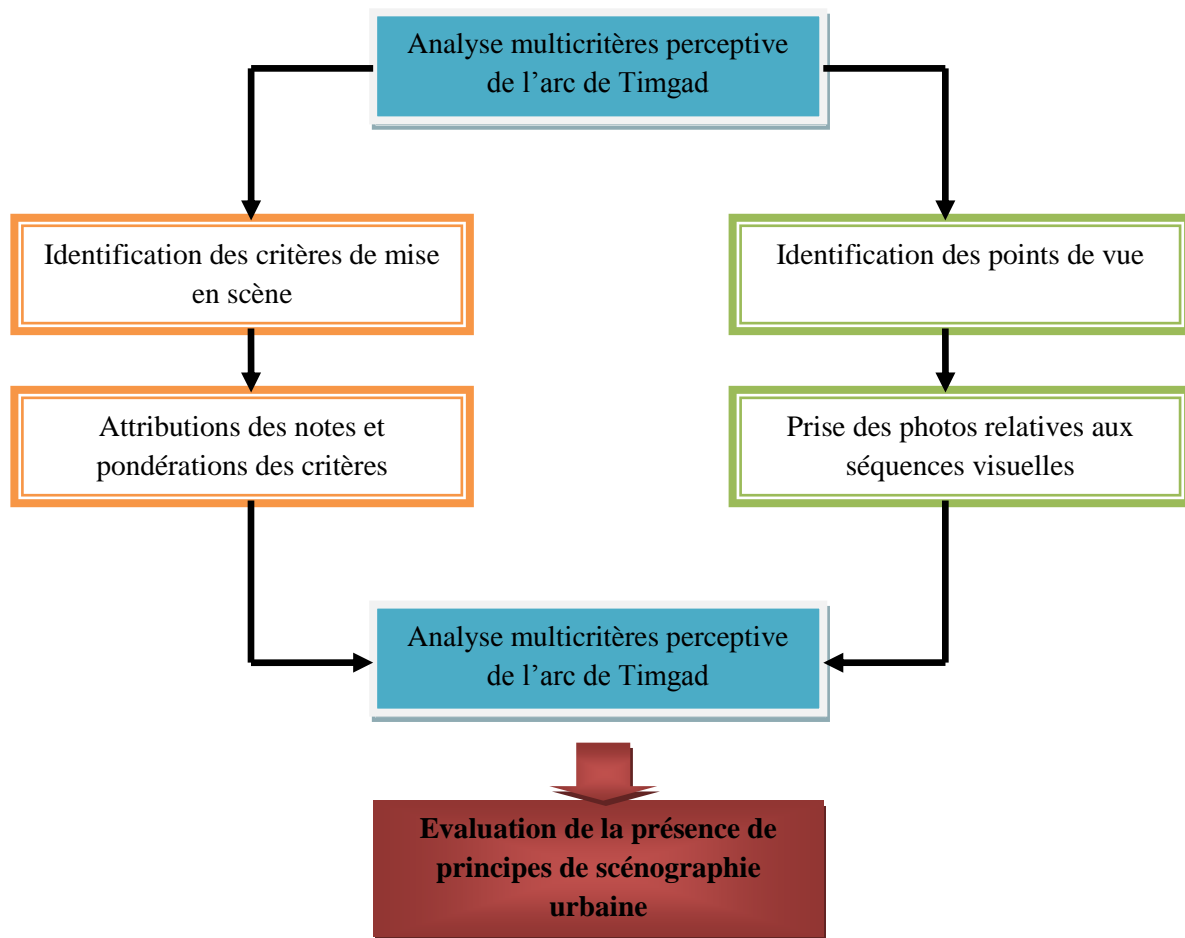 Analyse multicritères perceptive
de l'arc de Timgad
Identification des critères de mise
en scène
Identification des points de vue
Attributions des notes et
pondérations des critères
Prise des photos relatives aux
séquences visuelles
Analyse multicritères perceptive
de l'arc de Timgad
Evaluation de la présence de
principes de scénographie
urbaine